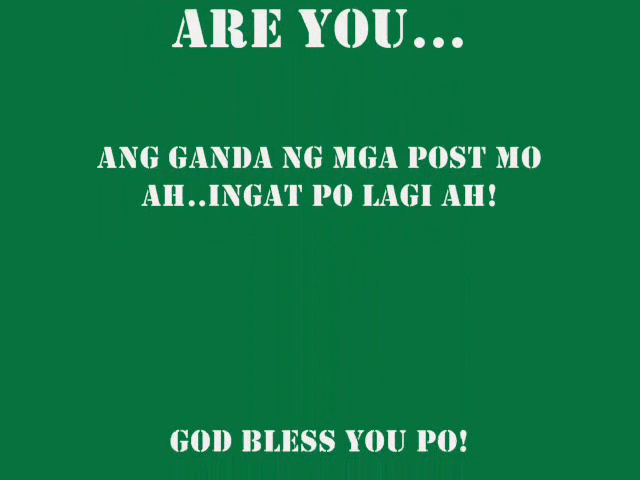 ARE YOU...
ANG GANDA NG MGA POST MO
AH..INGAT PO LAGI AH!
GOD BLESS YOU PO!